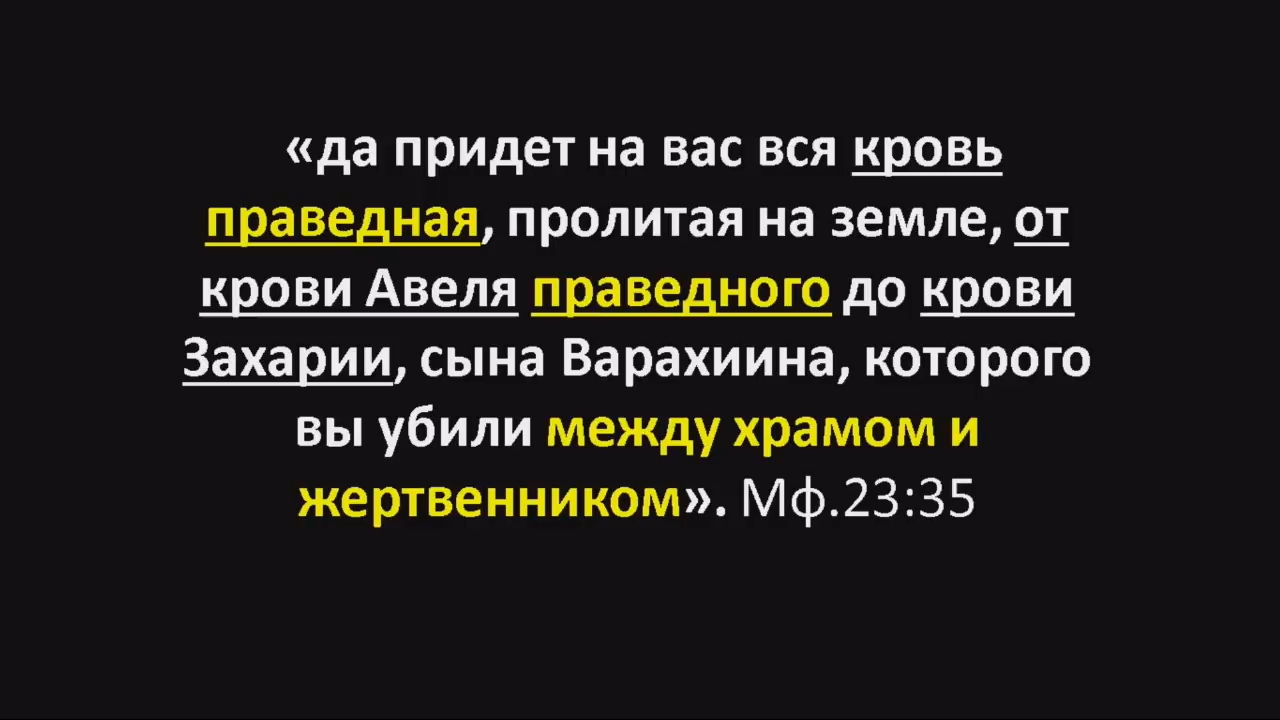 «да придет на вас вся кровь
праведная, пролитая на земле, от
крови Авеля праведного до крови
Захарии, сына Варахиина, которого
вы убили между храмом и
жертвенником». Мф.23:35